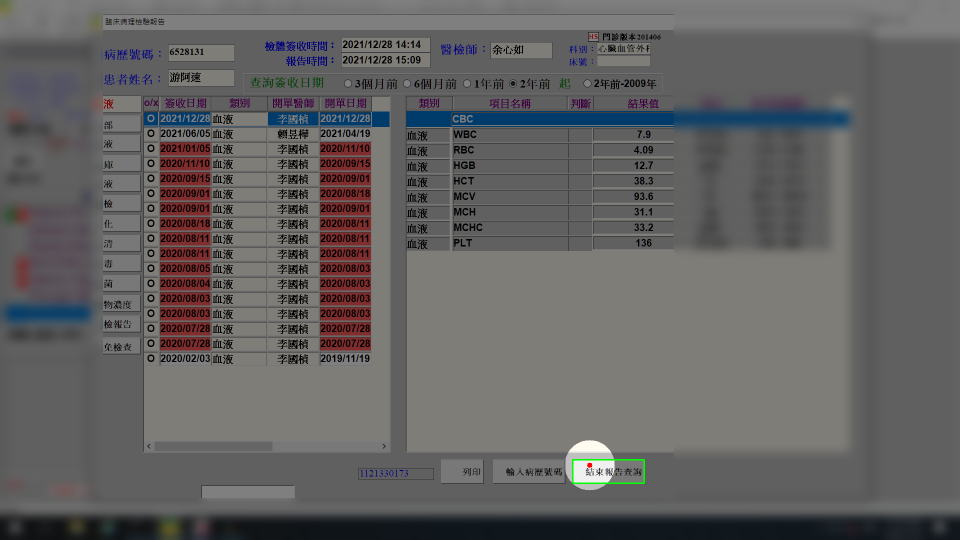 臨床病理檢驗報告
HS 門診版本201406
病歷號碼： 6528131 檢體簽收時間： 2021/12/28 14:14 醫檢師： 余心如 科別： 心臟血管外科
報告時間： 2021/12/28 15:09 床號：
患者姓名： 游阿蓮
查詢簽收日期 3個月前 6個月前 1年前 2年前 起 2年前-2009年
液 o/x 簽收日期 類別 開單醫師 開單日期 類別 項目名稱 判斷 結果值
O 2021/12/28 血液 李國楨 2021/12/28 CBC
部 O 2021/06/05 血液 賴昱樺 2021/04/19 血液 WBC 7.9
液 O 2021/01/05 血液 李國楨 2020/11/10 血液 RBC 4.09
庫 O 2020/11/10 血液 李國楨 2020/09/15 血液 HGB 12.7
液 O 2020/09/15 血液 李國楨 2020/09/01 血液 HCT 38.3
O 2020/09/01 血液 李國楨 2020/08/18 血液 MCV 93.6
檢 O 2020/09/01 血液 李國楨 2020/09/01 血液 MCH 31.1
化 O 2020/08/18 血液 李國楨 2020/08/11 血液 MCHC 33.2
清 O 2020/08/11 血液 李國楨 2020/08/11 血液 PLT 136
O 2020/08/11 血液 李國楨 2020/08/11
毒 O 2020/08/05 血液 李國楨 2020/08/03
菌 O 2020/08/04 血液 李國楨 2020/08/03
物濃度 O 2020/08/03 血液 李國楨 2020/08/03
O 2020/08/03 血液 李國楨 2020/08/03
檢報告 O 2020/07/28 血液 李國楨 2020/07/28
免檢查 O 2020/07/28 血液 李國楨 2020/07/28
O 2020/02/03 血液 李國楨 2019/11/19
1121330173 列印 輸入病歷號碼 結束報告查詢